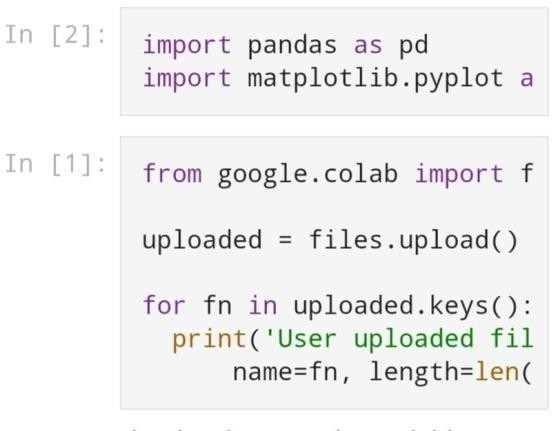 In [2]:
import pandas as pd
import matplotlib.pyplot a
In [1]:
from google.colab import f
uploaded = files.upload()
for fn in uploaded.keys():
  print('User uploaded fil
      name=fn, length=len(